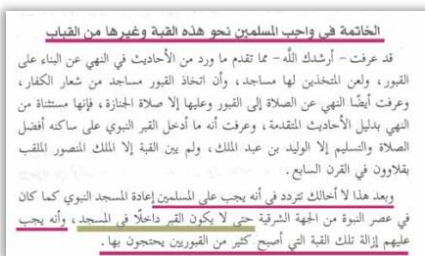 الخاتمة في واجب المسلمين نحو هذه القبة وغيرها من القباب
قد عرفت - أرشدك اللَّه - مما تقدم ما ورد من الأحاديث في النهي عن البناء على
القبور، ولعن المتخذين لها مساجد، وأن اتخاذ القبور مساجد من شعار الكفار،
وعرفت أيضًا النهي عن الصلاة إلى القبور وعليها إلا صلاة الجنازة، فإنها مستثناة من
النهي بدليل الأحاديث المتقدمة، وعرفت أنه ما أدخل القبر النبوي على ساكنه أفضل
الصلاة والتسليم إلا الوليد بن عبد الملك، ولم يبن القبة إلا الملك المنصور الملقب
بقلاوون في القرن السابع.
وبعد هذا لا أخالك تتردد في أنه يجب على المسلمين إعادة المسجد النبوي كما كان
في عصر النبوة من الجهة الشرقية حتى لا يكون القبر داخلًا في المسجد، وأنه يجب
عليهم إزالة تلك القبة التي أصبح كثير من القبوريين يحتجون بها.